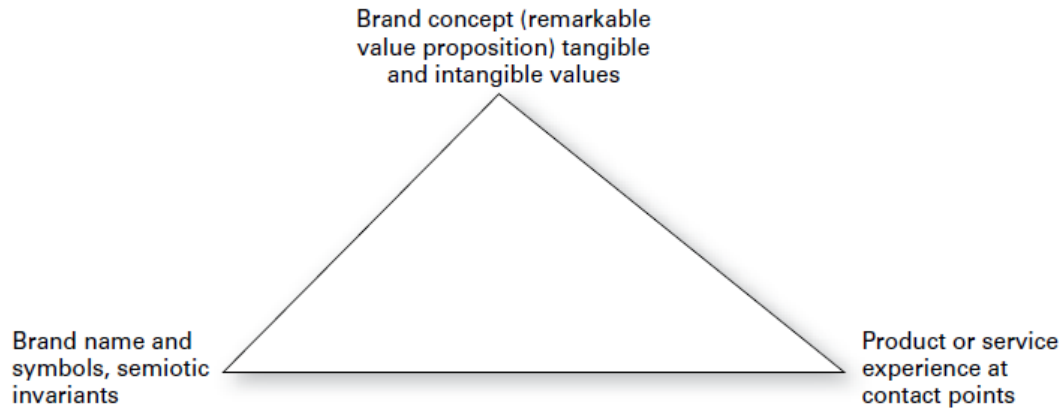 Brand concept (remarkable
value proposition) tangible
and intangible values
Brand name and
symbols, semiotic
invariants
Product or service
experience at
contact points